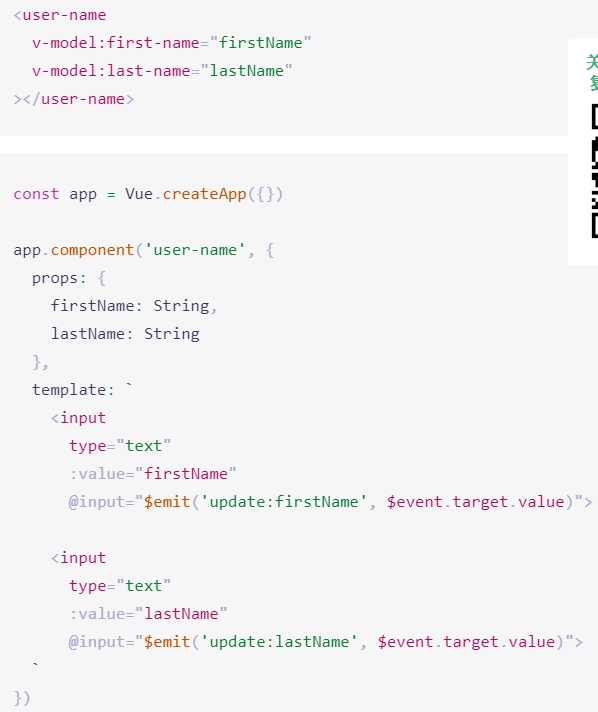 <user-name
v-model:first-name="firstName"
v-model:last-name="lastName"
></user-name>
关
const app = Vue.createApp({})
app.component('user-name', {
props: {
firstName: String,
lastName: String
},
template: `
<input
type="text"
:value="firstName"
@input="$emit('update:firstName', $event.target.value)">
<input
type="text"
:value="lastName"
@input="$emit('update:lastName', $event.target.value)">
`
})